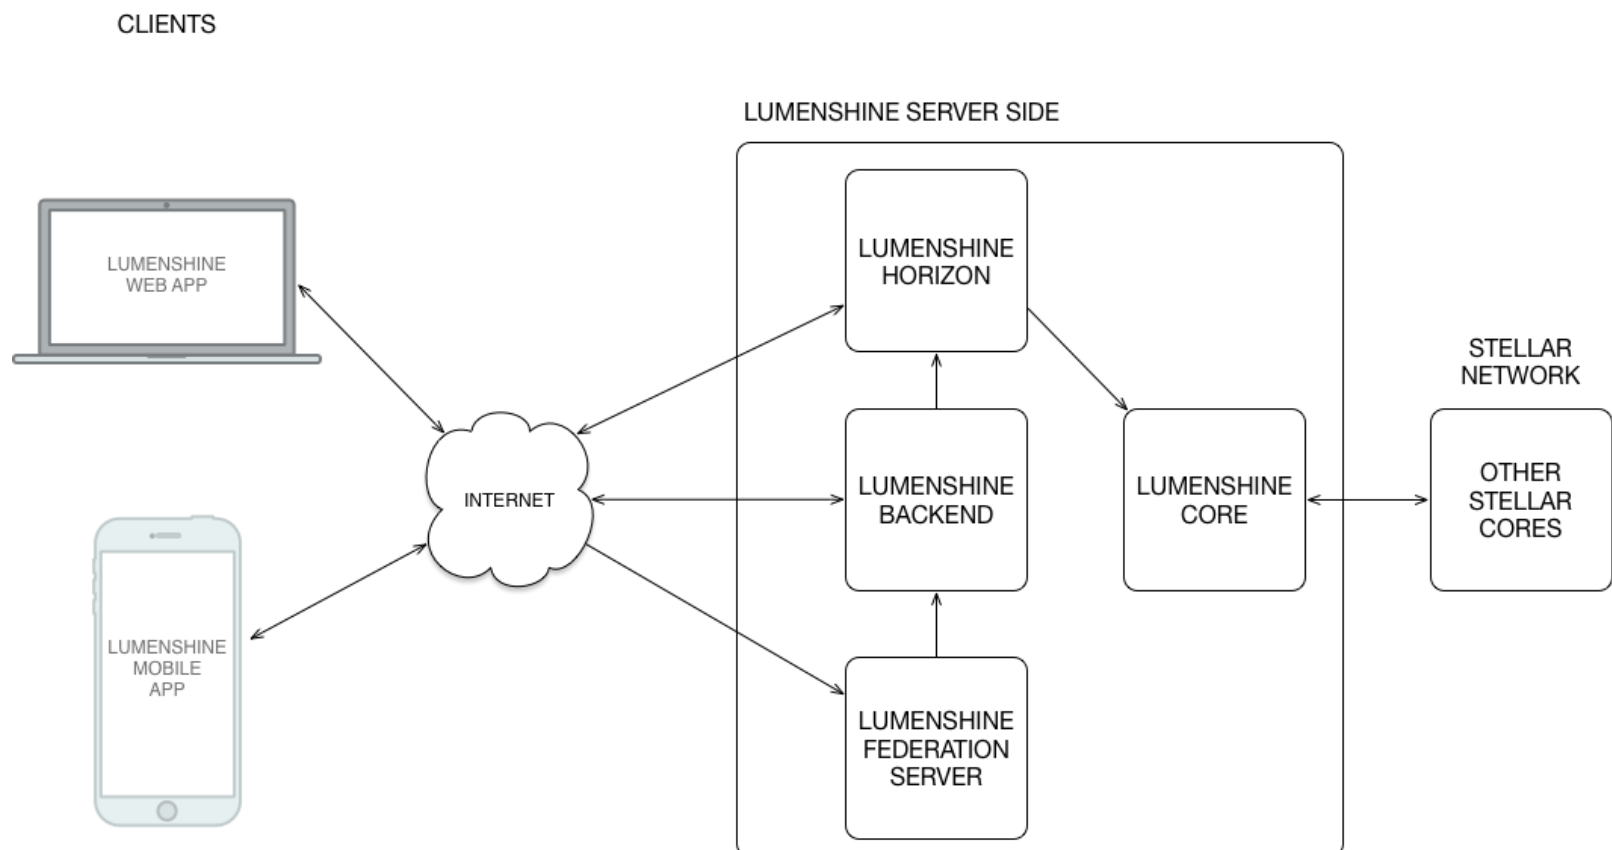 CLIENTS
LUMENSHINE SERVER SIDE
LUMENSHINE
WEB APP
LUMENSHINE
HORIZON
STELLAR
NETWORK
INTERNET
LUMENSHINE
BACKEND
LUMENSHINE
CORE
OTHER
STELLAR
CORES
LUMENSHINE
MOBILE
APP
LUMENSHINE
FEDERATION
SERVER